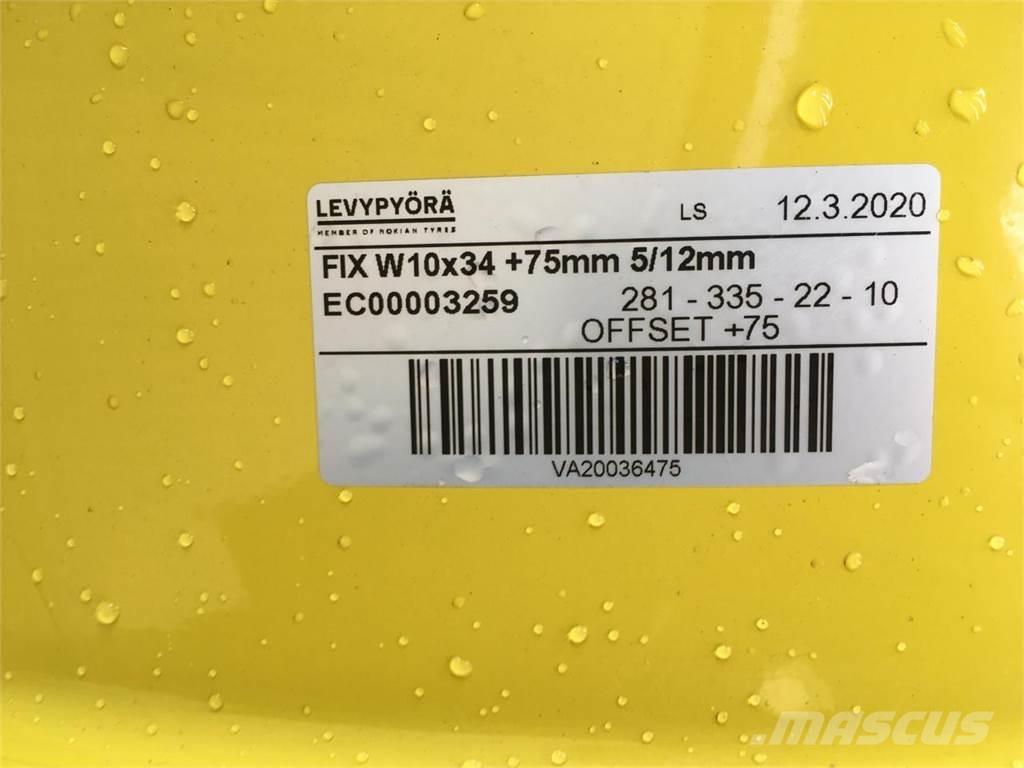 LEVYPYÖRÄ LS 12.3.2020
MEMBER OF NOKIAN TYRES
FIX W10x34 +75mm 5/12mm
EC00003259 281 - 335 - 22 - 10
OFFSET +75
VA20036475
MASCUS